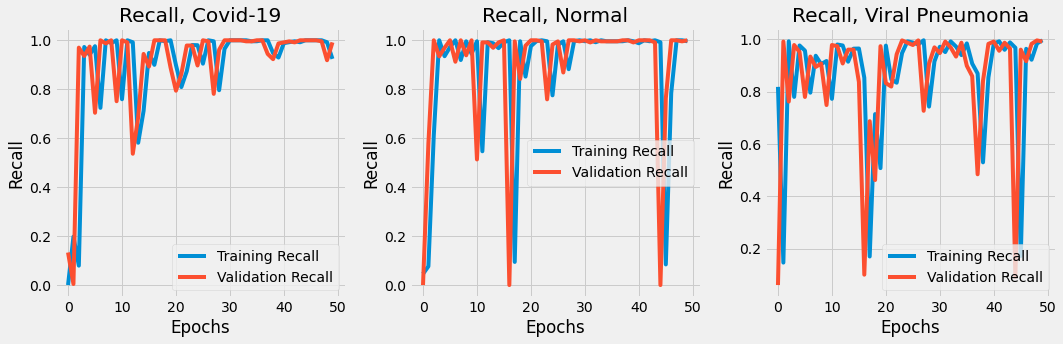 Recall, Covid-19
Recall
1.0
0.8
0.6
0.4
0.2
0.0
Training Recall
Validation Recall
0 10 20 30 40 50
Epochs
Recall, Normal
Recall
1.0
0.8
0.6
0.4
0.2
0.0
Training Recall
Validation Recall
0 10 20 30 40 50
Epochs
Recall, Viral Pneumonia
Recall
1.0
0.8
0.6
0.4
0.2
Training Recall
Validation Recall
0 10 20 30 40 50
Epochs